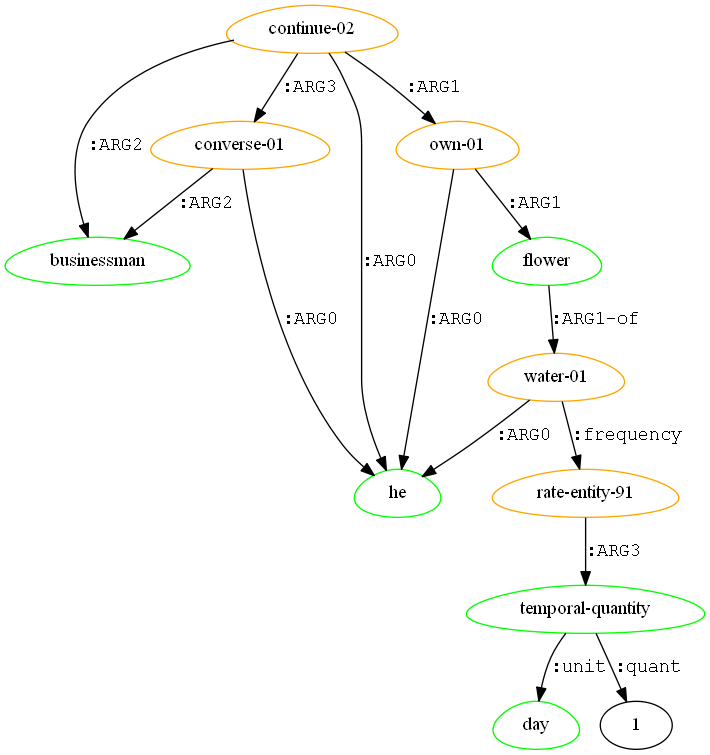 continue-02
:ARG3 :ARG1
:ARG2 converse-01 own-01
:ARG2 :ARG1
businessman :ARG0 flower
:ARG0 :ARG0 :ARG1-of
water-01
:ARG0 :frequency
he rate-entity-91
:ARG3
temporal-quantity
:unit :quant
day 1